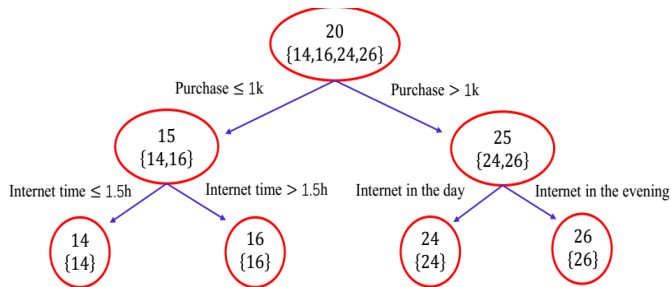 20
{14,16,24,26}
Purchase ≤ 1k
Purchase > 1k
15
{14,16}
25
{24,26}
Internet time ≤ 1.5h
Internet time > 1.5h
Internet in the day
Internet in the evening
14
{14}
16
{16}
24
{24}
26
{26}